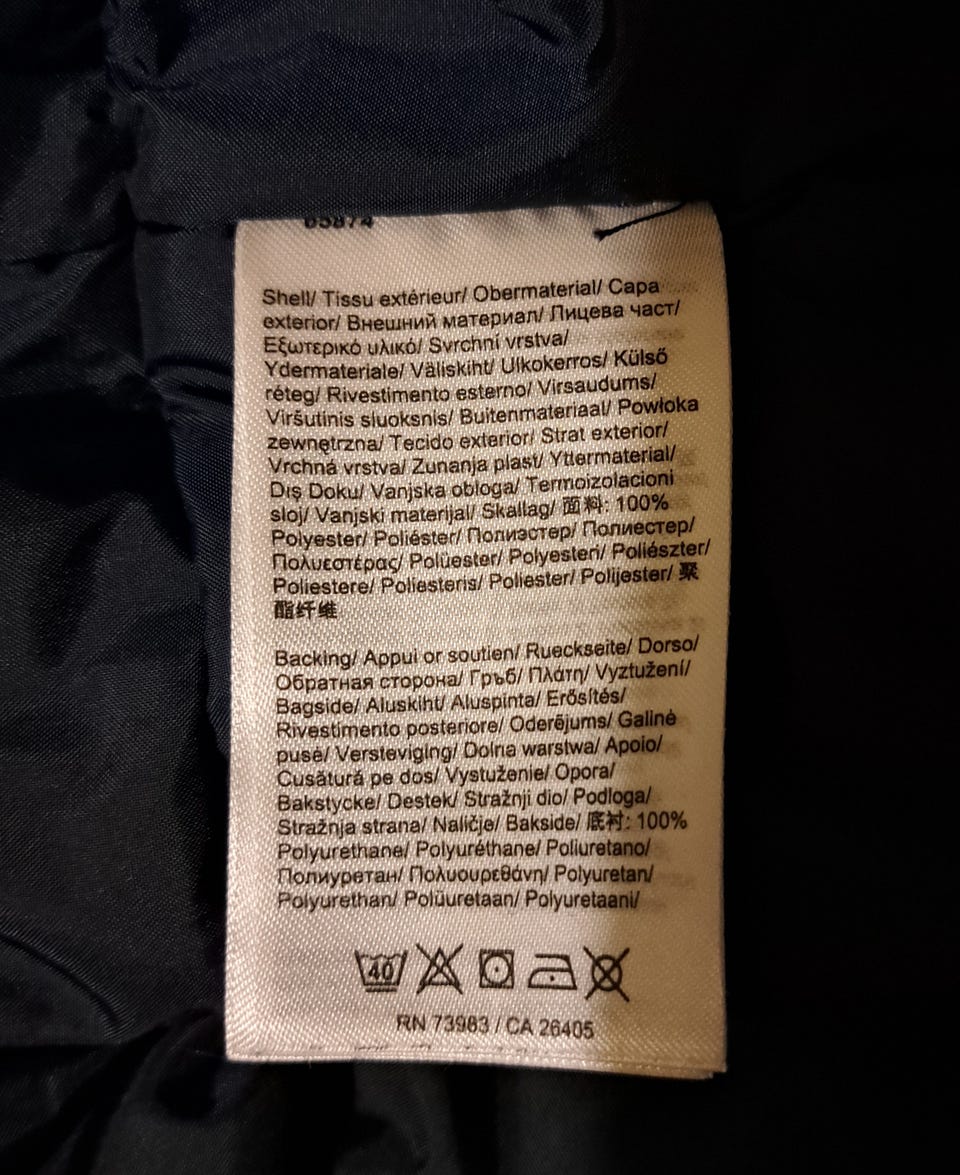 65874
Shell/ Tissu extérieur/ Obermaterial/ Capa
exterior/ Внешний материал/ Лицева част/
Εξωτερικό υλικό/ Svrchní vrstva/
Ydermateriale/ Väliskiht/ Ulkokerros/ Külső
réteg/ Rivestimento esterno/ Virsaudums/
Viršutinis sluoksnis/ Buitenmateriaal/ Powłoka
zewnętrzna/ Tecido exterior/ Strat exterior/
Vrchná vrstva/ Zunanja plast/ Yttermaterial/
Dış Doku/ Vanjska obloga/ Termoizolacioni
sloj/ Vanjski materijal/ Skallag/ 面料: 100%
Polyester/ Poliéster/ Полиэстер/ Полиестер/
Πολυεστέρας/ Polüester/ Polyesteri/ Poliészter/
Poliestere/ Poliesteris/ Poliester/ Polijester/ 聚
酯纤维
Backing/ Appui or soutien/ Rueckseite/ Dorso/
Обратная сторона/ Гръб/ Πλάτη/ Vyztužení/
Bagside/ Aluskiht/ Aluspinta/ Erősítés/
Rivestimento posteriore/ Oderējums/ Galinė
pusė/ Versteviging/ Dolna warstwa/ Apoio/
Cusătură pe dos/ Vystuženie/ Opora/
Bakstycke/ Destek/ Stražnji dio/ Podloga/
Stražnja strana/ Naličje/ Bakside/ 底衬: 100%
Polyurethane/ Polyuréthane/ Poliuretano/
Полиуретан/ Πολυουρεθάνη/ Polyuretan/
Polyurethan/ Polüuretaan/ Polyuretaani/
40
RN 73983 / CA 26405